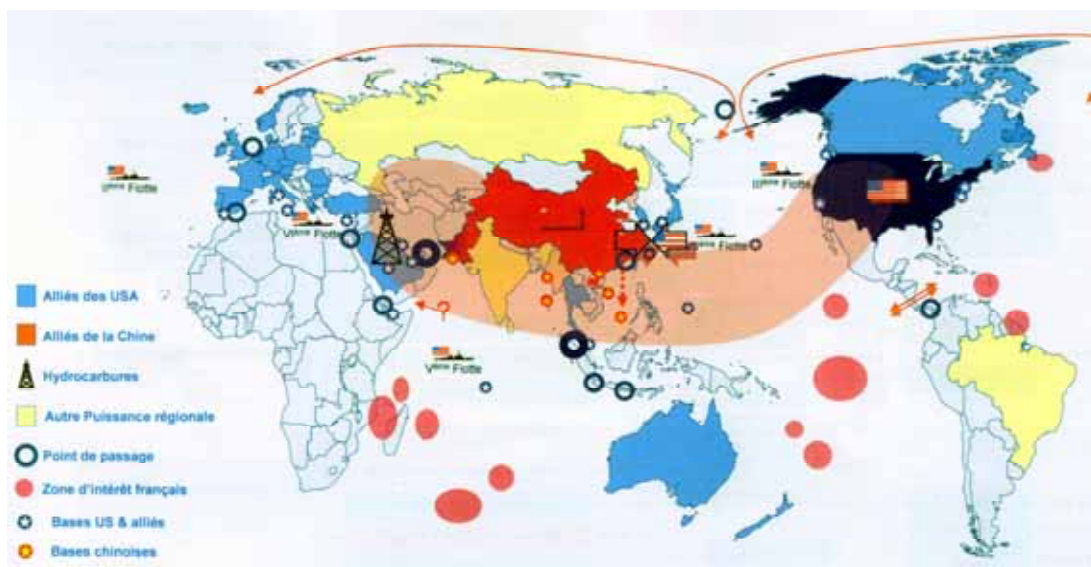 IIème Flotte
IIIème Flotte
VIème Flotte
Flotte
?
Vème Flotte
Alliés des USA
Alliés de la Chine
Hydrocarbures
Autre Puissance régionale
Point de passage
Zone d'intérêt français
Bases US & alliés
Bases chinoises